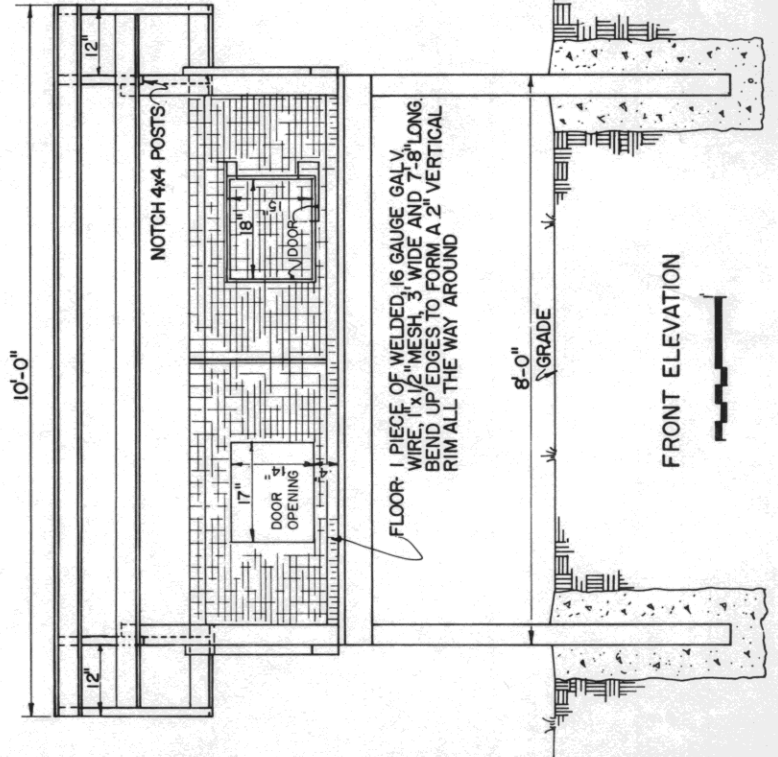 10'-0"
12"
12"
NOTCH 4x4 POSTS
17"
14"
4"
DOOR
OPENING
18"
15"
DOOR
FLOOR- 1 PIECE OF WELDED, 16 GAUGE GALV.
WIRE, 1" x 1/2" MESH, 3' WIDE AND 7'-8" LONG.
BEND UP EDGES TO FORM A 2" VERTICAL
RIM ALL THE WAY AROUND
8'-0"
GRADE
FRONT ELEVATION
1'